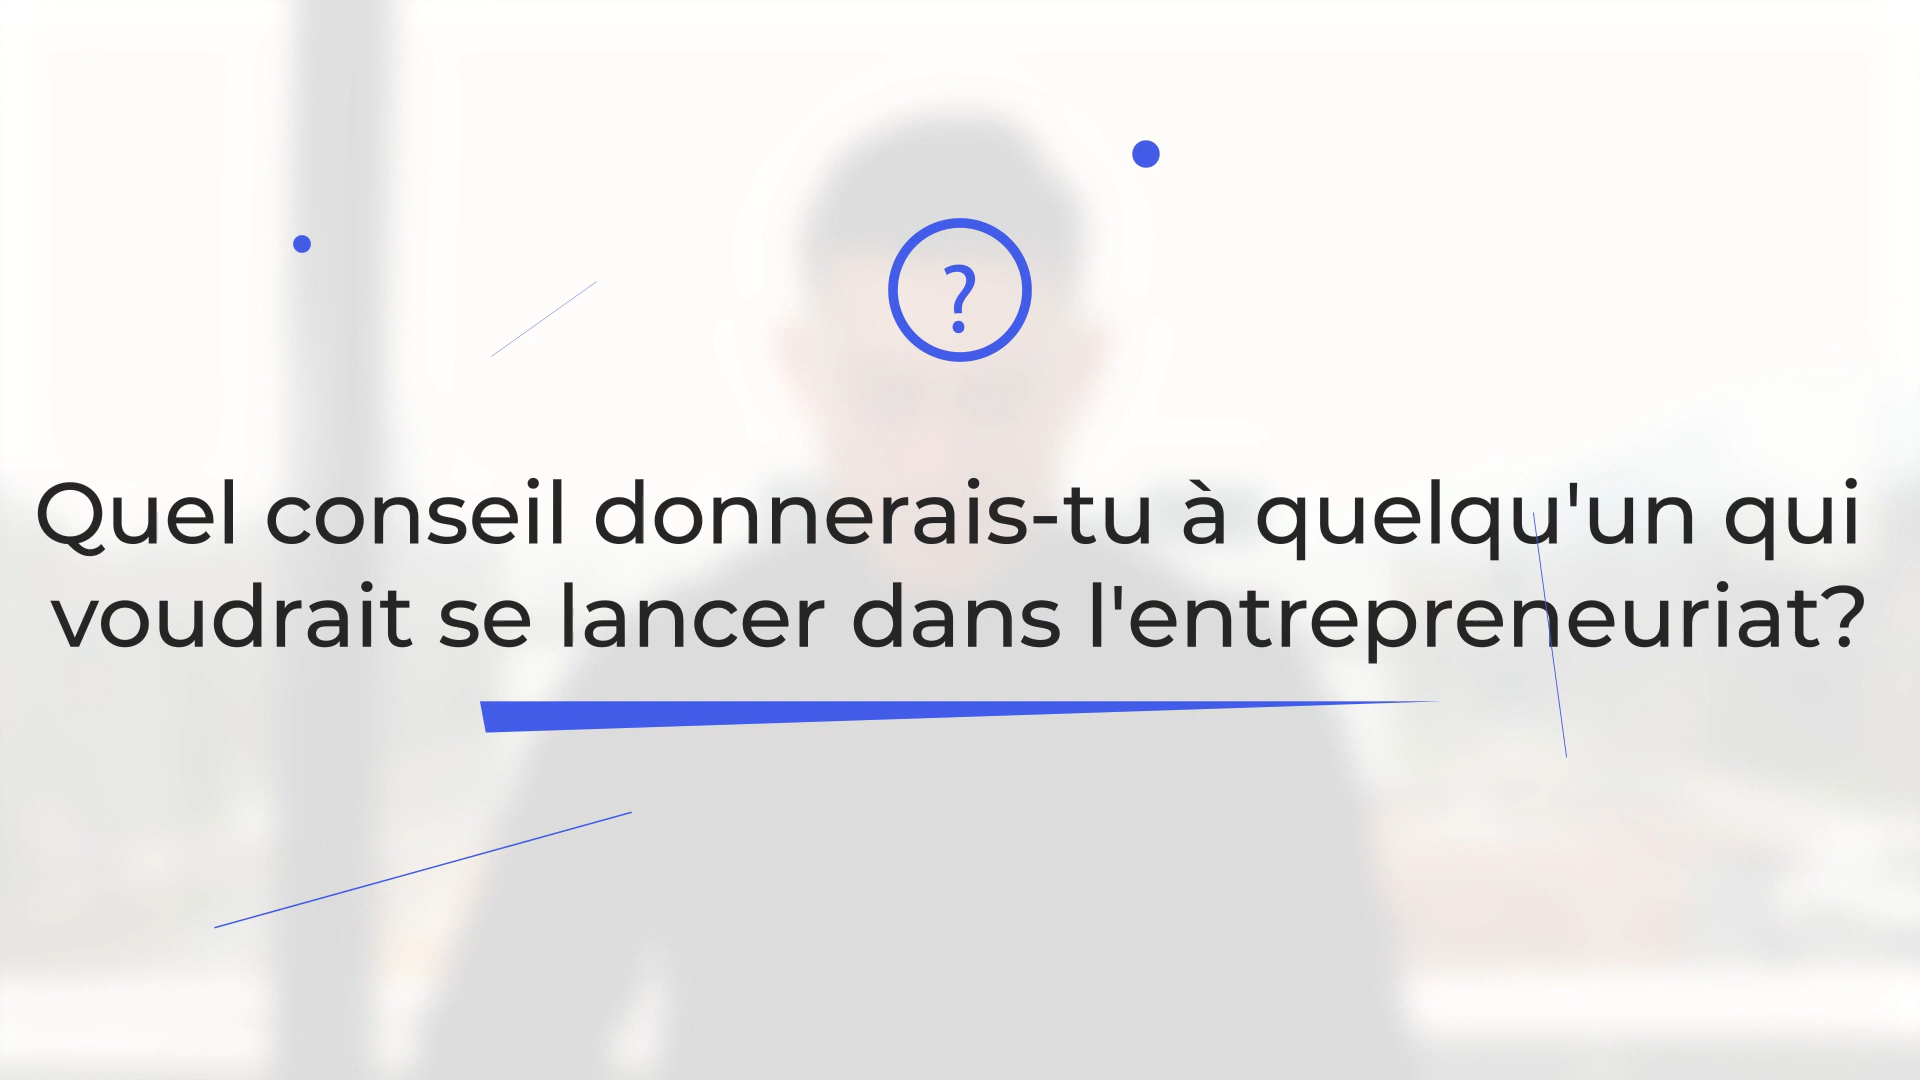 ?
Quel conseil donnerais-tu à quelqu'un qui
voudrait se lancer dans l'entrepreneuriat?